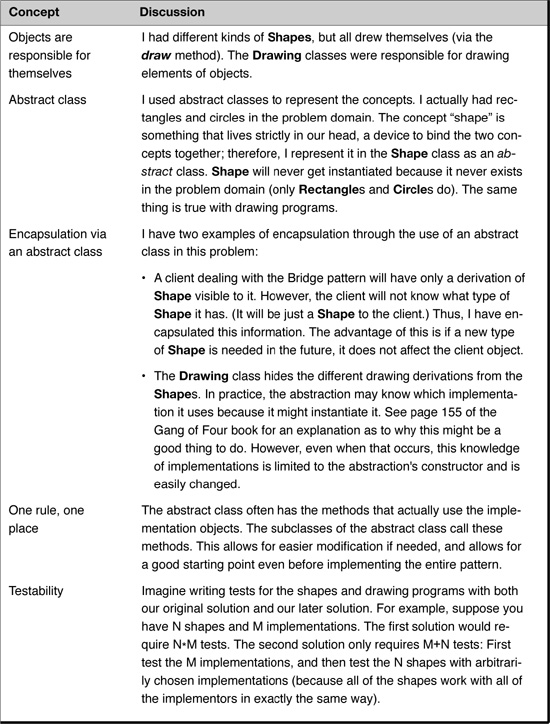 Concept Discussion
Objects are
responsible for
themselves
I had different kinds of Shapes, but all drew themselves (via the
draw method). The Drawing classes were responsible for drawing
elements of objects.
Abstract class
I used abstract classes to represent the concepts. I actually had rec-
tangles and circles in the problem domain. The concept “shape” is
something that lives strictly in our head, a device to bind the two con-
cepts together; therefore, I represent it in the Shape class as an ab-
stract class. Shape will never get instantiated because it never exists
in the problem domain (only Rectangles and Circles do). The same
thing is true with drawing programs.
Encapsulation via
an abstract class
I have two examples of encapsulation through the use of an abstract
class in this problem:
• A client dealing with the Bridge pattern will have only a derivation of
Shape visible to it. However, the client will not know what type of
Shape it has. (It will be just a Shape to the client.) Thus, I have en-
capsulated this information. The advantage of this is if a new type
of Shape is needed in the future, it does not affect the client object.
• The Drawing class hides the different drawing derivations from the
Shapes. In practice, the abstraction may know which implementa-
tion it uses because it might instantiate it. See page 155 of the
Gang of Four book for an explanation as to why this might be a
good thing to do. However, even when that occurs, this knowledge
of implementations is limited to the abstraction's constructor and is
easily changed.
One rule, one
place
The abstract class often has the methods that actually use the imple-
mentation objects. The subclasses of the abstract class call these
methods. This allows for easier modification if needed, and allows for
a good starting point even before implementing the entire pattern.
Testability
Imagine writing tests for the shapes and drawing programs with both
our original solution and our later solution. For example, suppose you
have N shapes and M implementations. The first solution would re-
quire N*M tests. The second solution only requires M+N tests: First
test the M implementations, and then test the N shapes with arbitrari-
ly chosen implementations (because all of the shapes work with all of
the implementors in exactly the same way).